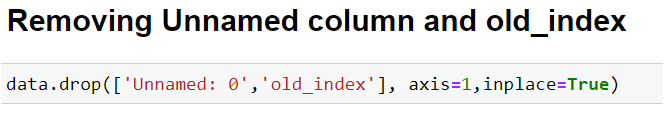 Removing Unnamed column and old_index
data.drop(['Unnamed: 0','old_index'], axis=1,inplace=True)